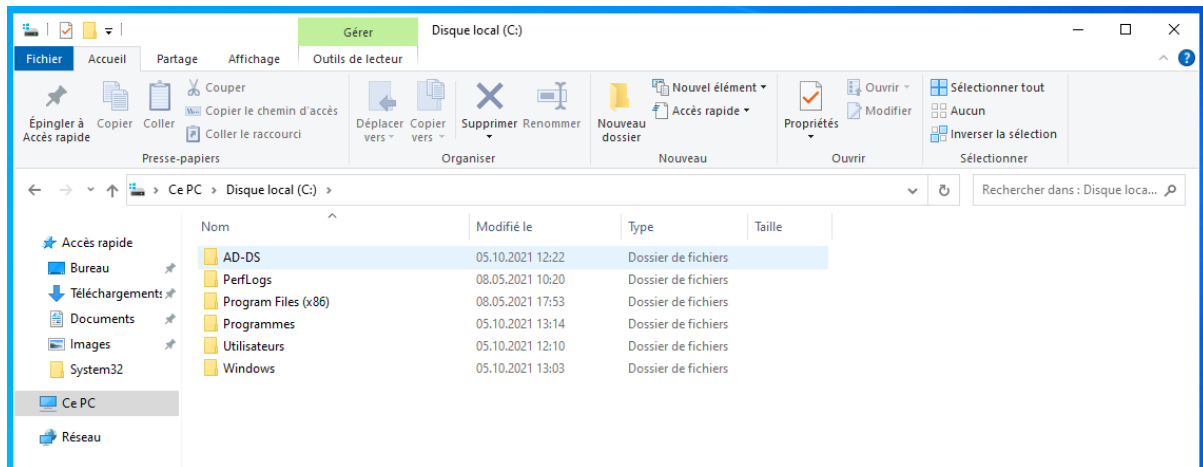 Gérer Disque local (C:)
Fichier Accueil Partage Affichage Outils de lecteur
Épingler à Accès rapide
Copier
Coller
Couper
Copier le chemin d'accès
Coller le raccourci
Presse-papiers
Déplacer vers
Copier vers
Supprimer
Renommer
Organiser
Nouveau dossier
Nouvel élément
Accès rapide
Nouveau
Propriétés
Ouvrir
Modifier
Ouvrir
Sélectionner tout
Aucun
Inverser la sélection
Sélectionner
Ce PC > Disque local (C:) >
Rechercher dans : Disque loca...
Accès rapide
Bureau
Téléchargements
Documents
Images
System32
Ce PC
Réseau
Nom Modifié le Type Taille
AD-DS 05.10.2021 12:22 Dossier de fichiers
PerfLogs 08.05.2021 10:20 Dossier de fichiers
Program Files (x86) 08.05.2021 17:53 Dossier de fichiers
Programmes 05.10.2021 13:14 Dossier de fichiers
Utilisateurs 05.10.2021 12:10 Dossier de fichiers
Windows 05.10.2021 13:03 Dossier de fichiers